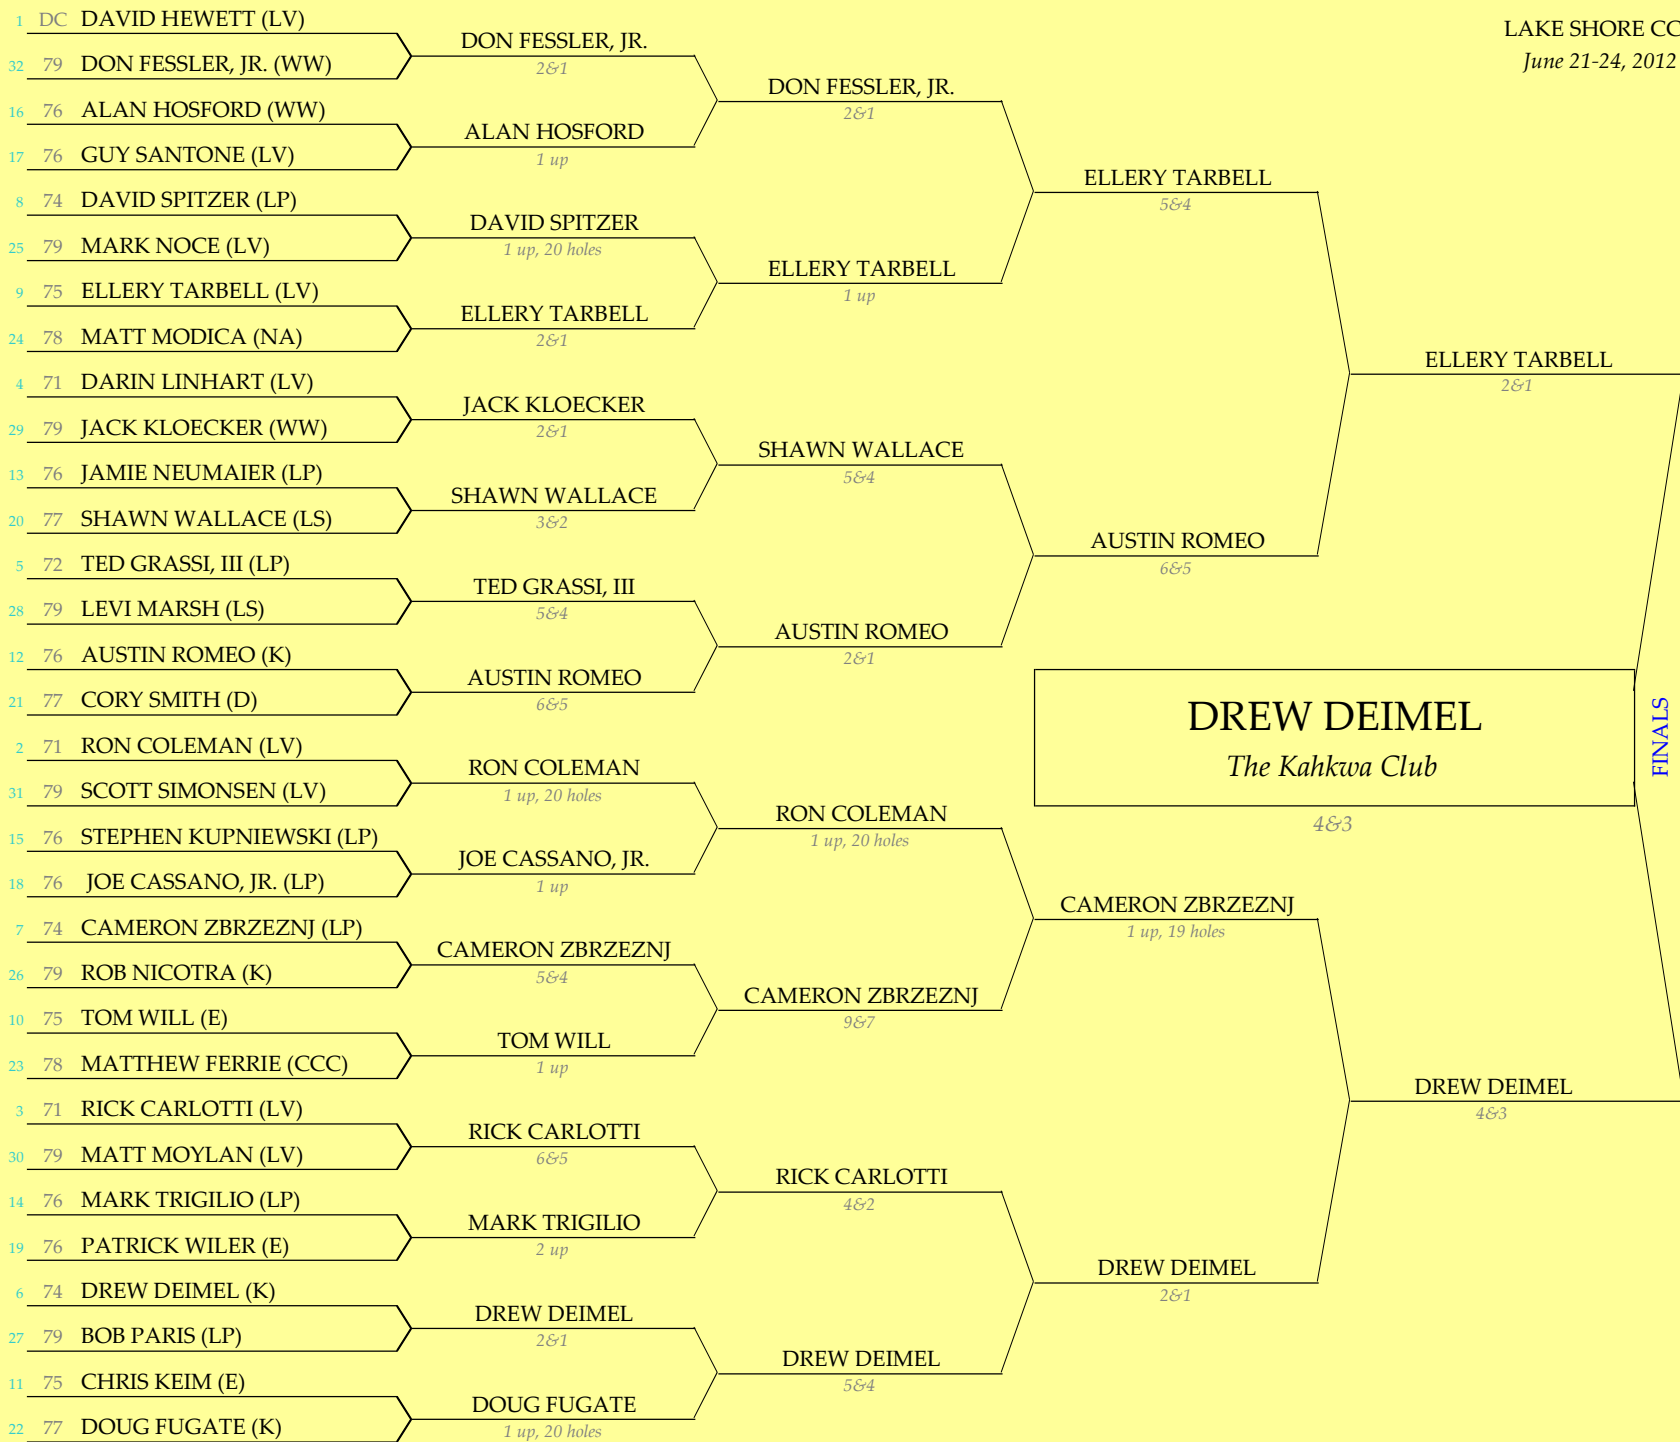 LAKE SHORE CC
June 21-24, 2012
1 DC DAVID HEWETT (LV)
32 79 DON FESSLER, JR. (WW)
16 76 ALAN HOSFORD (WW)
17 76 GUY SANTONE (LV)
8 74 DAVID SPITZER (LP)
25 79 MARK NOCE (LV)
9 75 ELLERY TARBELL (LV)
24 78 MATT MODICA (NA)
4 71 DARIN LINHART (LV)
29 79 JACK KLOECKER (WW)
13 76 JAMIE NEUMAIER (LP)
20 77 SHAWN WALLACE (LS)
5 72 TED GRASSI, III (LP)
28 79 LEVI MARSH (LS)
12 76 AUSTIN ROMEO (K)
21 77 CORY SMITH (D)
2 71 RON COLEMAN (LV)
31 79 SCOTT SIMONSEN (LV)
15 76 STEPHEN KUPNIEWSKI (LP)
18 76 JOE CASSANO, JR. (LP)
7 74 CAMERON ZBRZEZNJ (LP)
26 79 ROB NICOTRA (K)
10 75 TOM WILL (E)
23 78 MATTHEW FERRIE (CCC)
3 71 RICK CARLOTTI (LV)
30 79 MATT MOYLAN (LV)
14 76 MARK TRIGILIO (LP)
19 76 PATRICK WILER (E)
6 74 DREW DEIMEL (K)
27 79 BOB PARIS (LP)
11 75 CHRIS KEIM (E)
22 77 DOUG FUGATE (K)
DON FESSLER, JR.
2&1
ALAN HOSFORD
1 up
DAVID SPITZER
1 up, 20 holes
ELLERY TARBELL
2&1
JACK KLOECKER
2&1
SHAWN WALLACE
3&2
TED GRASSI, III
5&4
AUSTIN ROMEO
6&5
RON COLEMAN
1 up, 20 holes
JOE CASSANO, JR.
1 up
CAMERON ZBRZEZNJ
5&4
TOM WILL
1 up
RICK CARLOTTI
6&5
MARK TRIGILIO
2 up
DREW DEIMEL
2&1
DOUG FUGATE
1 up, 20 holes
DON FESSLER, JR.
2&1
ELLERY TARBELL
1 up
SHAWN WALLACE
5&4
AUSTIN ROMEO
2&1
RON COLEMAN
1 up, 20 holes
CAMERON ZBRZEZNJ
9&7
RICK CARLOTTI
4&2
DREW DEIMEL
5&4
ELLERY TARBELL
5&4
AUSTIN ROMEO
6&5
CAMERON ZBRZEZNJ
1 up, 19 holes
DREW DEIMEL
2&1
ELLERY TARBELL
2&1
DREW DEIMEL
4&3
DREW DEIMEL
The Kahkwa Club
4&3
FINALS